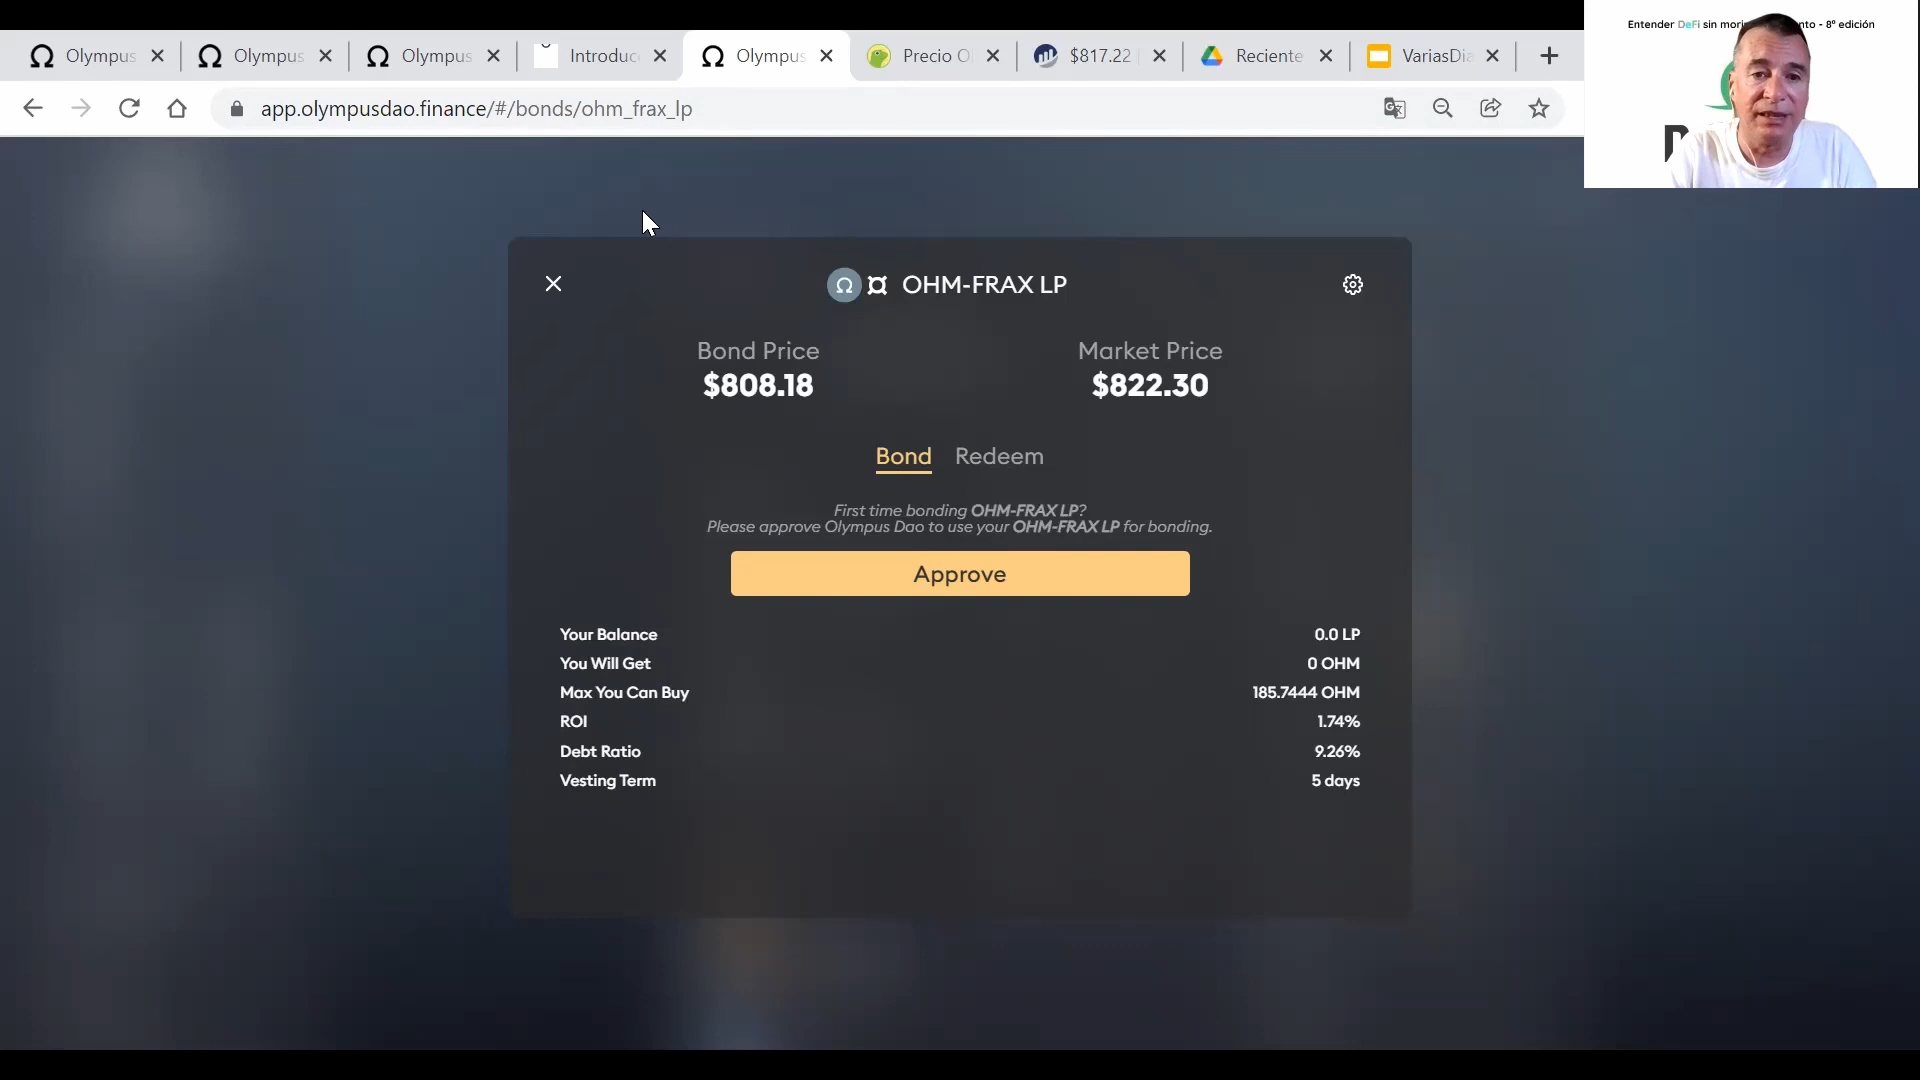 Entender DeFi sin mori
nto - 8ª edición
Olympus
Olympus
Olympus
Introduc
Olympus
Precio O
$817.22
Reciente
VariasDia
app.olympusdao.finance/#/bonds/ohm_frax_lp
OHM-FRAX LP
Bond Price
Market Price
$808.18
$822.30
Bond Redeem
First time bonding OHM-FRAX LP?
Please approve Olympus Dao to use your OHM-FRAX LP for bonding.
Approve
Your Balance 0.0 LP
You Will Get 0 OHM
Max You Can Buy 185.7444 OHM
ROI 1.74%
Debt Ratio 9.26%
Vesting Term 5 days